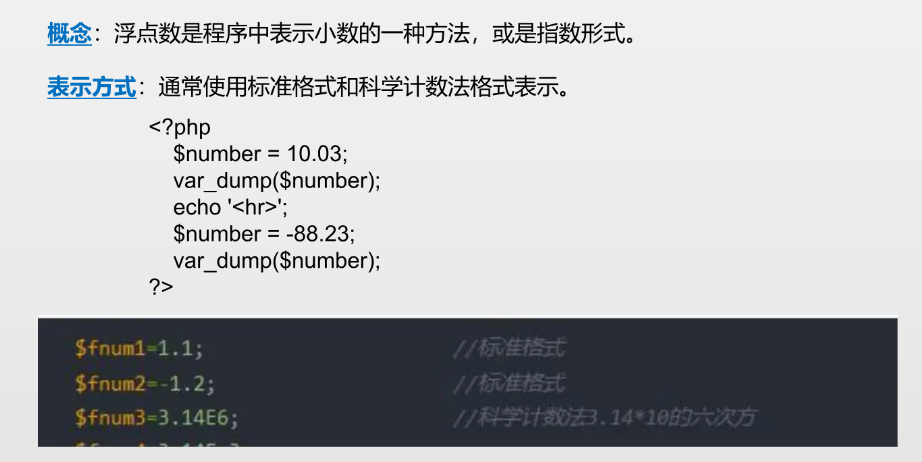 概念：浮点数是程序中表示小数的一种方法，或是指数形式。
表示方式：通常使用标准格式和科学计数法格式表示。
<?php
$number = 10.03;
var_dump($number);
echo '<hr>';
$number = -88.23;
var_dump($number);
?>
$fnum1=1.1; //标准格式
$fnum2=-1.2; //标准格式
$fnum3=3.14E6; //科学计数法3.14*10的六次方